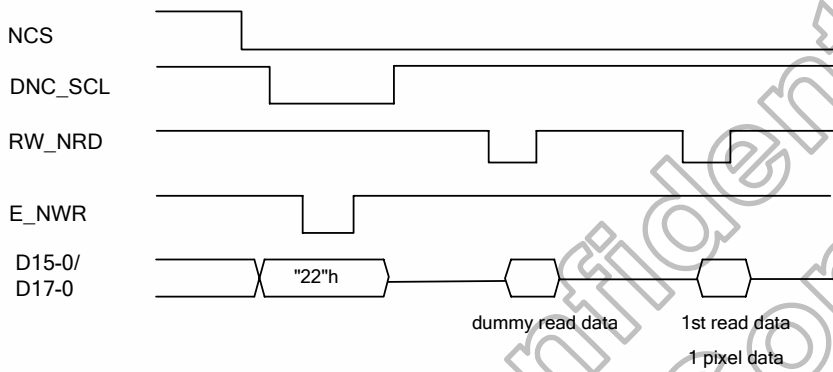 NCS
DNC_SCL
RW_NRD
E_NWR
D15-0/
D17-0
"22"h
dummy read data
1st read data
1 pixel data